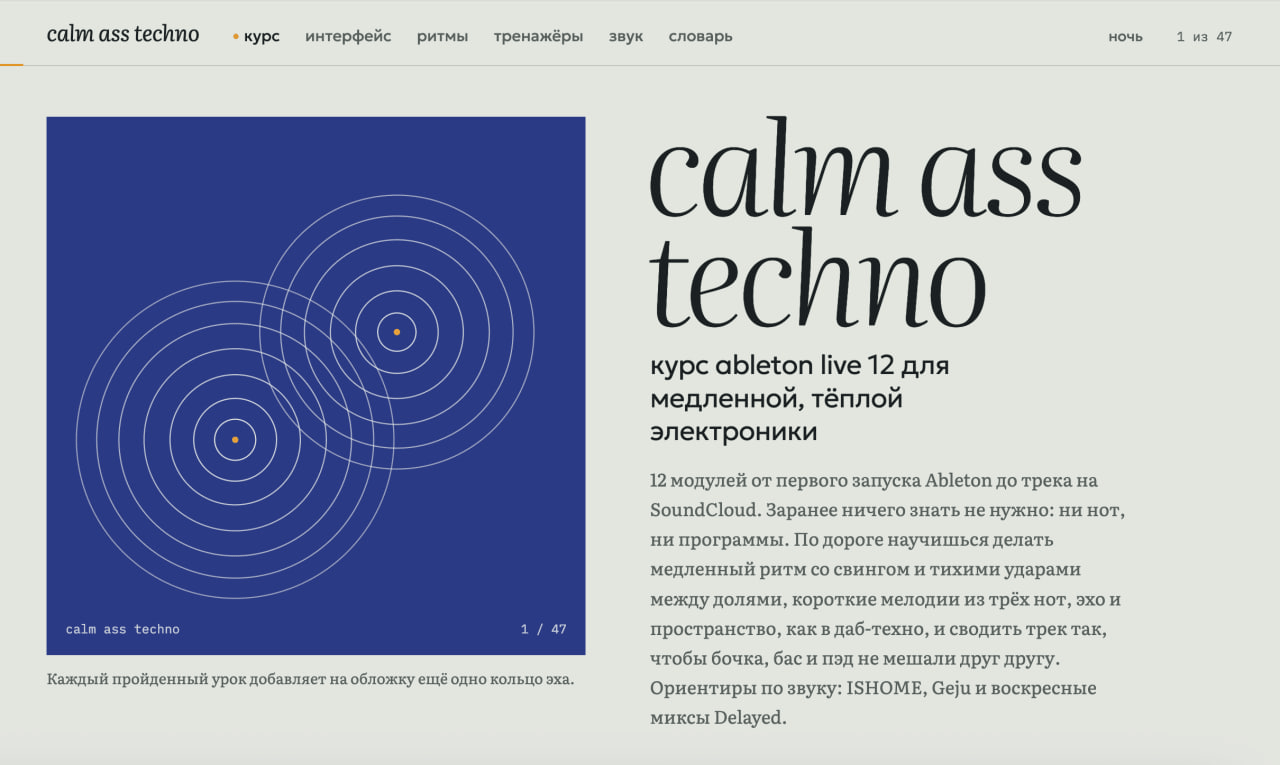 calm ass techno
курс
интерфейс
ритмы
тренажёры
звук
словарь
ночь
1 из 47
calm ass techno
1 / 47
Каждый пройденный урок добавляет на обложку ещё одно кольцо эха.
calm ass
techno
курс ableton live 12 для
медленной, тёплой
электроники
12 модулей от первого запуска Ableton до трека на
SoundCloud. Заранее ничего знать не нужно: ни нот,
ни программы. По дороге научишься делать
медленный ритм со свингом и тихими ударами
между долями, короткие мелодии из трёх нот, эхо и
пространство, как в даб-техно, и сводить трек так,
чтобы бочка, бас и пэд не мешали друг другу.
Ориентиры по звуку: ISHOME, Geju и воскресные
миксы Delayed.